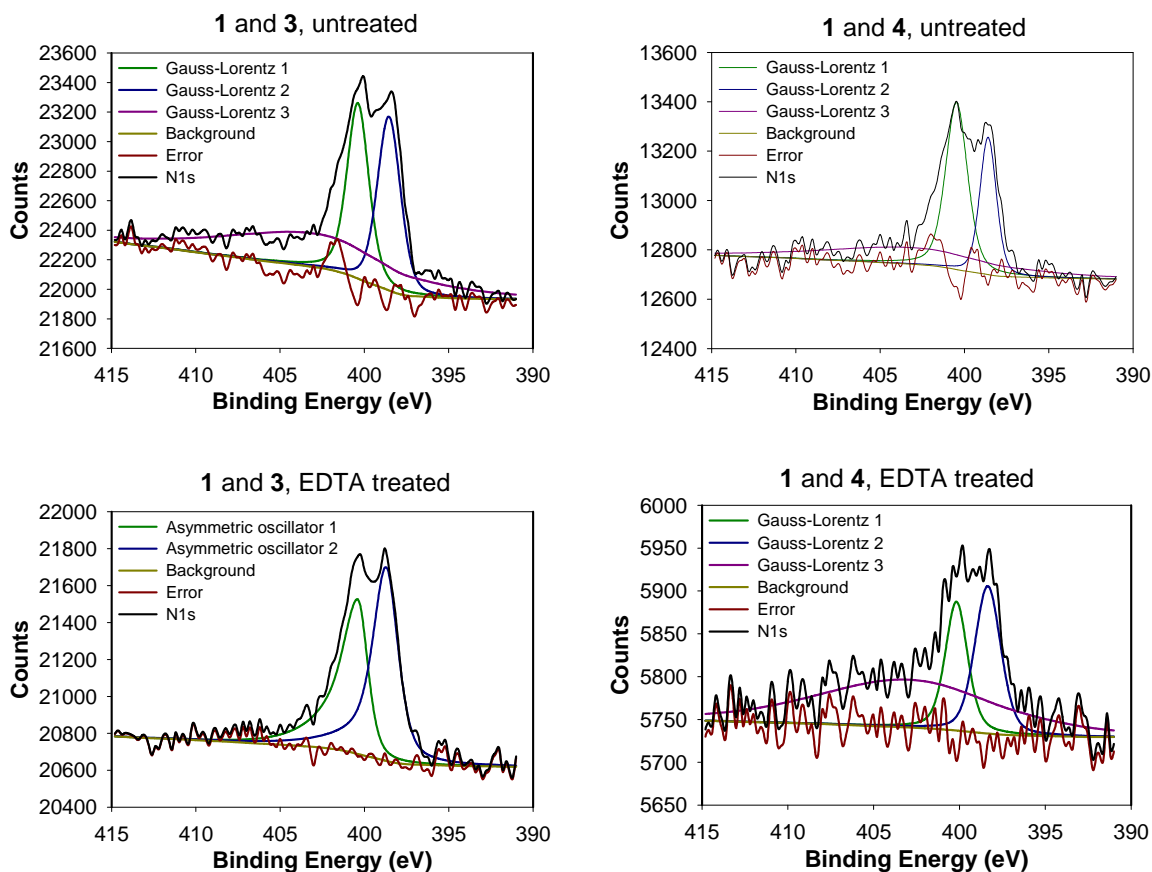 1 and 3, untreated
23600
23400
23200
23000
22800
22600
22400
22200
22000
21800
21600
Counts
Gauss-Lorentz 1
Gauss-Lorentz 2
Gauss-Lorentz 3
Background
Error
N1s
415 410 405 400 395 390
Binding Energy (eV)
1 and 4, untreated
13600
13400
13200
13000
12800
12600
12400
Counts
Gauss-Lorentz 1
Gauss-Lorentz 2
Gauss-Lorentz 3
Background
Error
N1s
415 410 405 400 395 390
Binding Energy (eV)
1 and 3, EDTA treated
22000
21800
21600
21400
21200
21000
20800
20600
20400
Counts
Asymmetric oscillator 1
Asymmetric oscillator 2
Background
Error
N1s
415 410 405 400 395 390
Binding Energy (eV)
1 and 4, EDTA treated
6000
5950
5900
5850
5800
5750
5700
5650
Counts
Gauss-Lorentz 1
Gauss-Lorentz 2
Gauss-Lorentz 3
Background
Error
N1s
415 410 405 400 395 390
Binding Energy (eV)